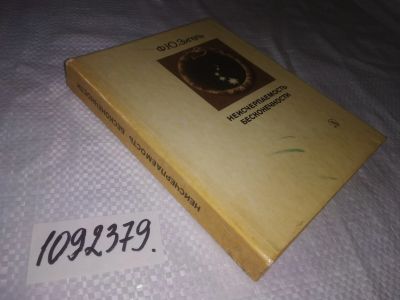 Ф.Ю. Зигель
НЕИСЧЕРПАЕМОСТЬ
БЕСКОНЕЧНОСТИ
НЕИСЧЕРПАЕМОСТЬ БЕСКОНЕЧНОСТИ
1092379.